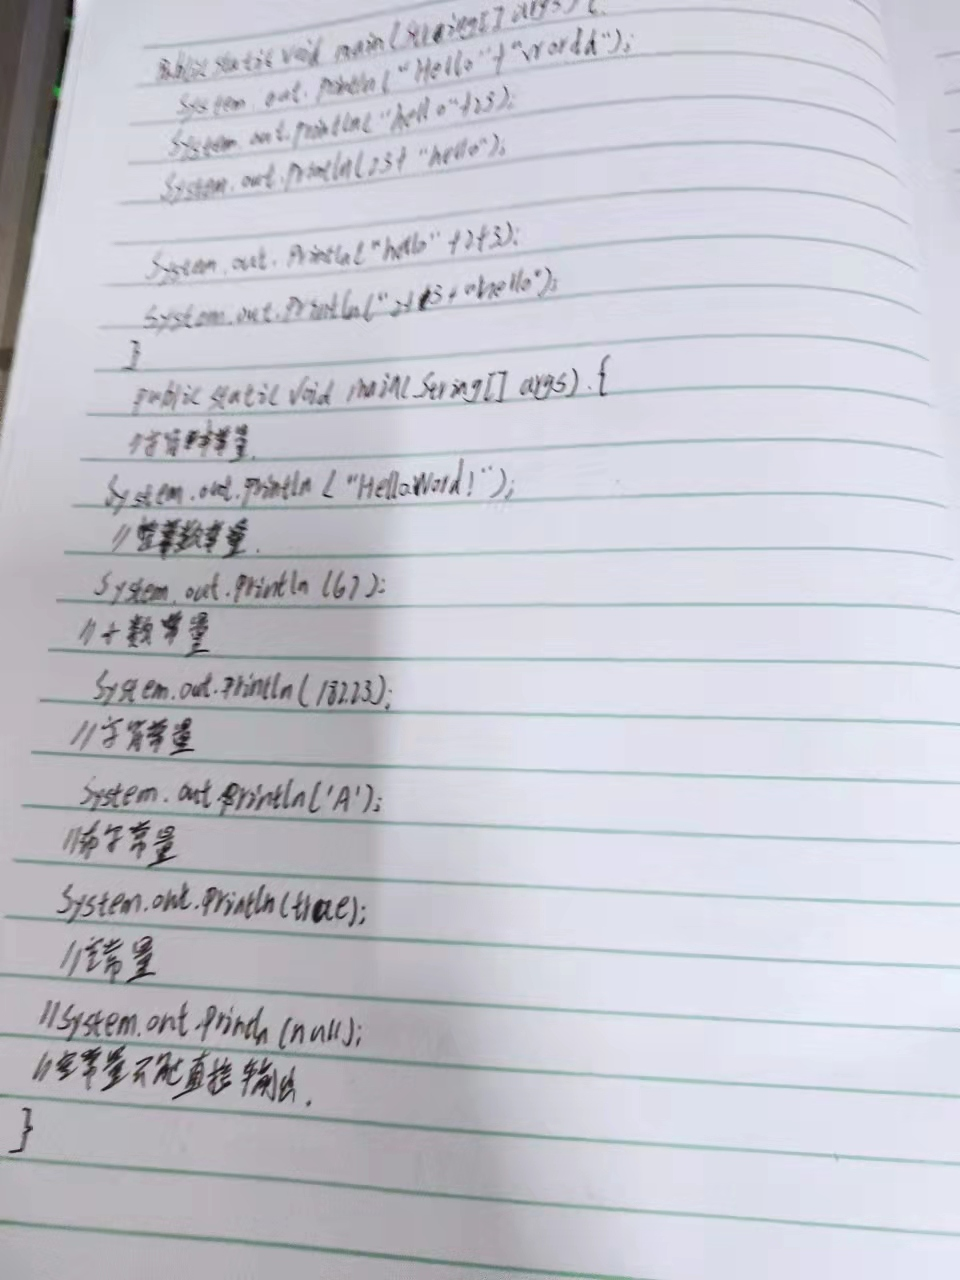 public static void main(String[] args) {
System.out.println("Hello"+"World");
System.out.println("hello"+23);
System.out.println(23+"hello");
System.out.println("hello"+2+3);
System.out.println("2+3+"hello");
}
public static void main(String[] args).{
//字符串常量.
System.out.println("HelloWord!");
//整数常量.
System.out.println(67):
//小数常量
System.out.println(182.23);
//字符常量
System.out.println('A');
//布尔常量
System.out.println(true);
//空常量
//System.out.println(null);
//空常量不能直接输出.
}